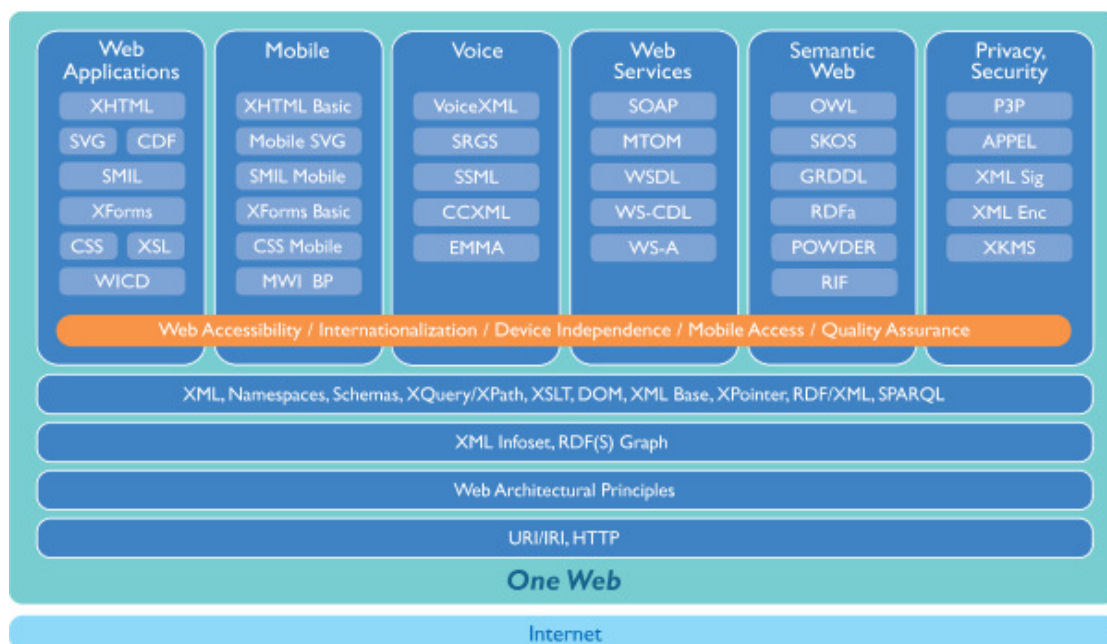 Web
Applications
XHTML
SVG CDF
SMIL
XForms
CSS XSL
WICD
Mobile
XHTML Basic
Mobile SVG
SMIL Mobile
XForms Basic
CSS Mobile
MWI BP
Voice
VoiceXML
SRGS
SSML
CCXML
EMMA
Web
Services
SOAP
MTOM
WSDL
WS-CDL
WS-A
Semantic
Web
OWL
SKOS
GRDDL
RDFa
POWDER
RIF
Privacy,
Security
P3P
APPEL
XML Sig
XML Enc
XKMS
Web Accessibility / Internationalization / Device Independence / Mobile Access / Quality Assurance
XML, Namespaces, Schemas, XQuery/XPath, XSLT, DOM, XML Base, XPointer, RDF/XML, SPARQL
XML Infoset, RDF(S) Graph
Web Architectural Principles
URI/IRI, HTTP
One Web
Internet